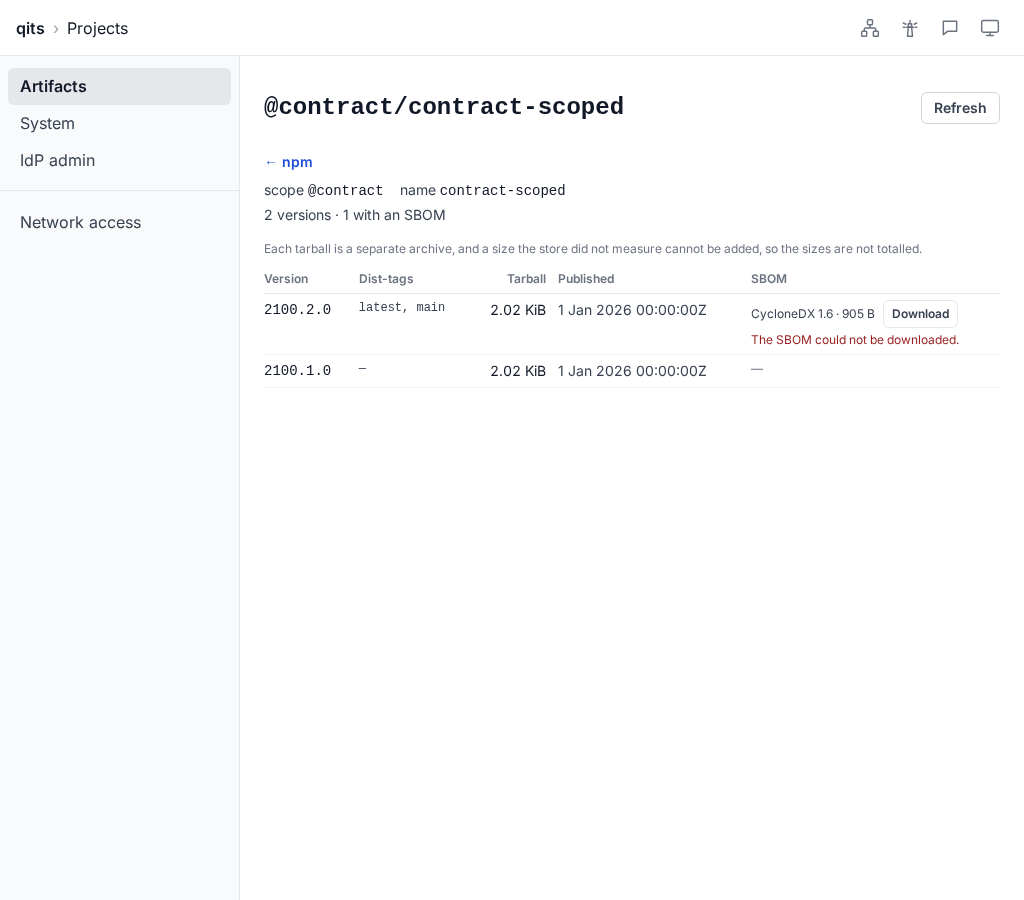 qits › Projects
Artifacts
System
IdP admin
Network access
@contract/contract-scoped
Refresh
← npm
scope @contract name contract-scoped
2 versions · 1 with an SBOM
Each tarball is a separate archive, and a size the store did not measure cannot be added, so the sizes are not totalled.
Version Dist-tags Tarball Published SBOM
2100.2.0 latest, main 2.02 KiB 1 Jan 2026 00:00:00Z CycloneDX 1.6 · 905 B Download
The SBOM could not be downloaded.
2100.1.0 — 2.02 KiB 1 Jan 2026 00:00:00Z —